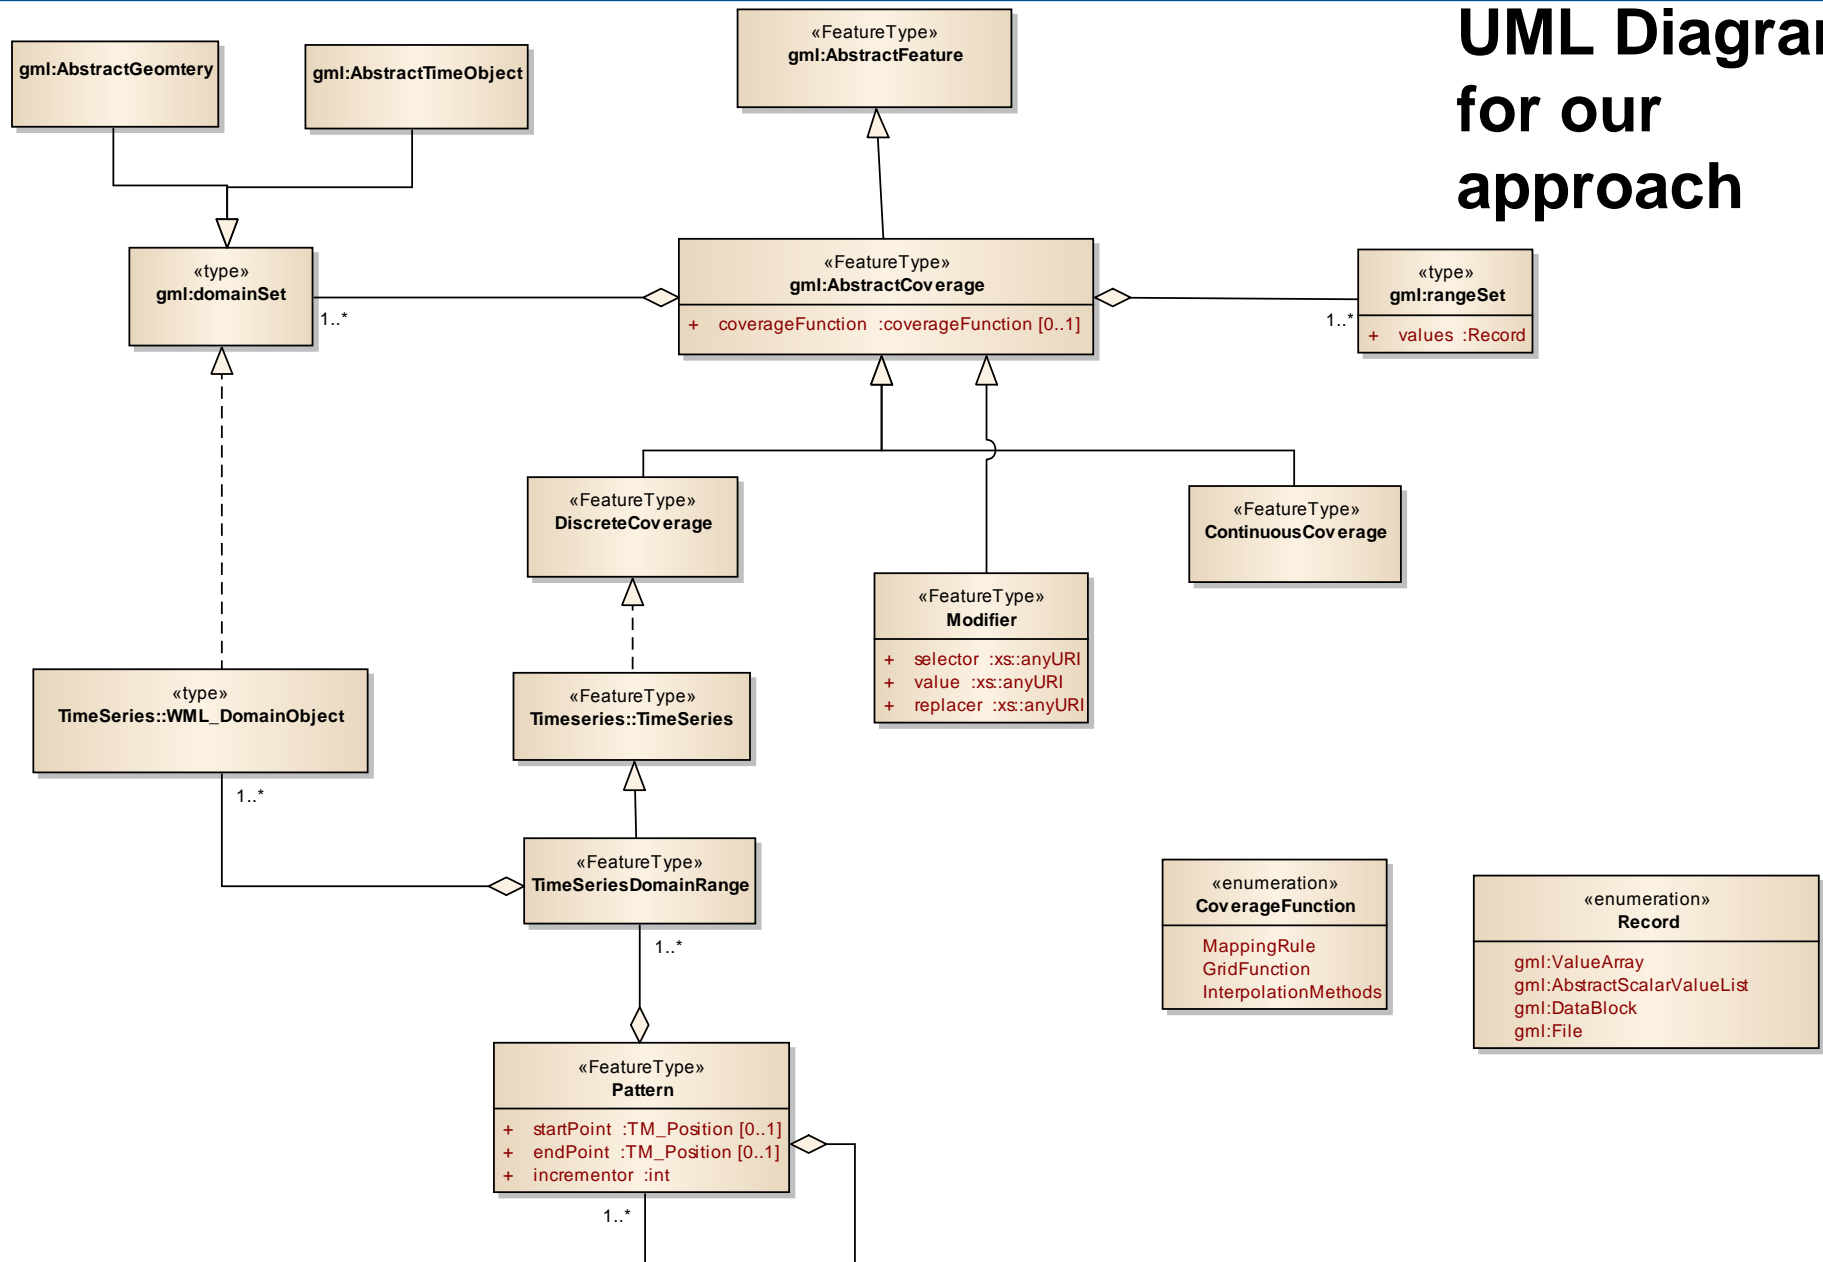 UML Diagram
for our
approach
«FeatureType»
gml:AbstractFeature
gml:AbstractGeomtery
gml:AbstractTimeObject
«type»
gml:domainSet
1..*
«FeatureType»
gml:AbstractCoverage
+ coverageFunction :coverageFunction [0..1]
«type»
gml:rangeSet
1..*
+ values :Record
«FeatureType»
DiscreteCoverage
«FeatureType»
ContinuousCoverage
«FeatureType»
Modifier
+ selector :xs::anyURI
+ value :xs::anyURI
+ replacer :xs::anyURI
«type»
TimeSeries::WML_DomainObject
1..*
«FeatureType»
Timeseries::TimeSeries
«FeatureType»
TimeSeriesDomainRange
1..*
«enumeration»
CoverageFunction
MappingRule
GridFunction
InterpolationMethods
«enumeration»
Record
gml:ValueArray
gml:AbstractScalarValueList
gml:DataBlock
gml:File
«FeatureType»
Pattern
+ startPoint :TM_Position [0..1]
+ endPoint :TM_Position [0..1]
+ incrementor :int
1..*